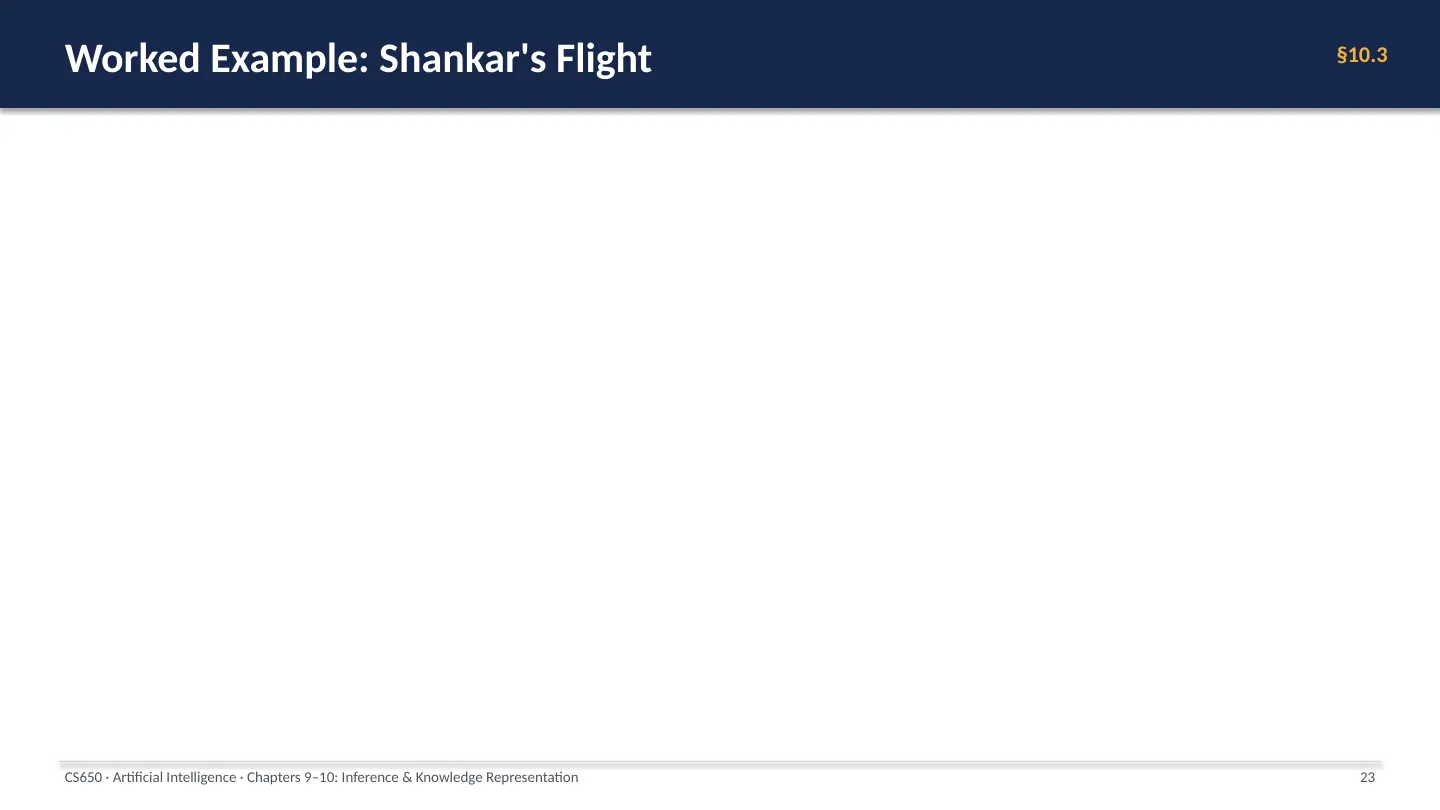 Worked Example: Shankar's Flight
§10.3
CS650 · Artificial Intelligence · Chapters 9–10: Inference & Knowledge Representation
23